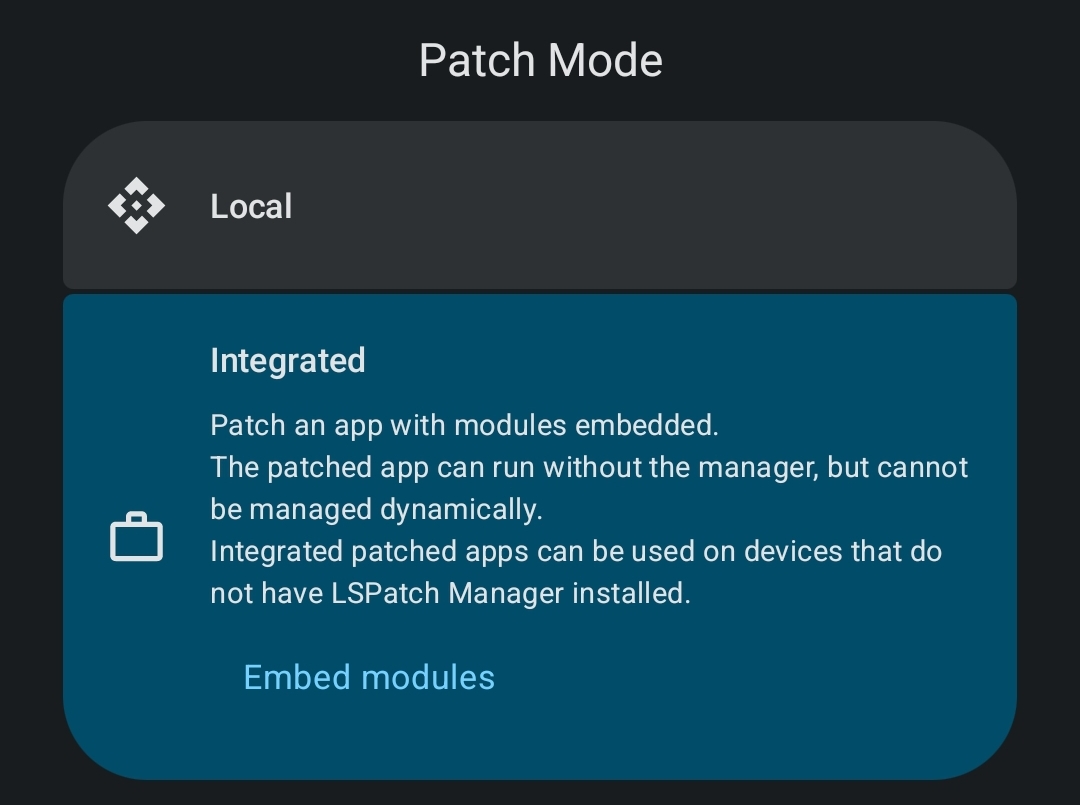 Patch Mode
Local
Integrated
Patch an app with modules embedded.
The patched app can run without the manager, but cannot
be managed dynamically.
Integrated patched apps can be used on devices that do
not have LSPatch Manager installed.
Embed modules